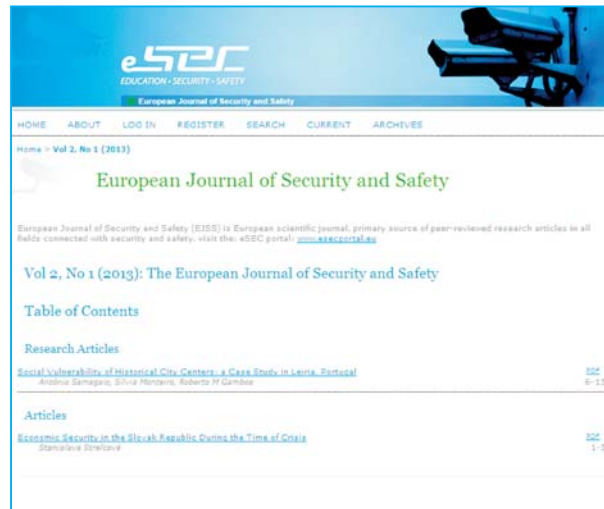 eSEC
EDUCATION - SECURITY - SAFETY
European Journal of Security and Safety
HOME ABOUT LOG IN REGISTER SEARCH CURRENT ARCHIVES
Home > Vol 2, No 1 (2013)
European Journal of Security and Safety
European Journal of Security and Safety (EJSS) is European scientific journal, primary source of peer-reviewed research articles in all
fields connected with security and safety. visit the: eSEC portal: www.esecportal.eu
Vol 2, No 1 (2013): The European Journal of Security and Safety
Table of Contents
Research Articles
Social Vulnerability of Historical City Centers: a Case Study in Leiria, Portugal PDF
António Samagaio, Sílvia Monteiro, Roberto M Gamboa
Articles
Economic Security in the Slovak Republic During the Time of Crisis PDF
Stanislava Strelcová